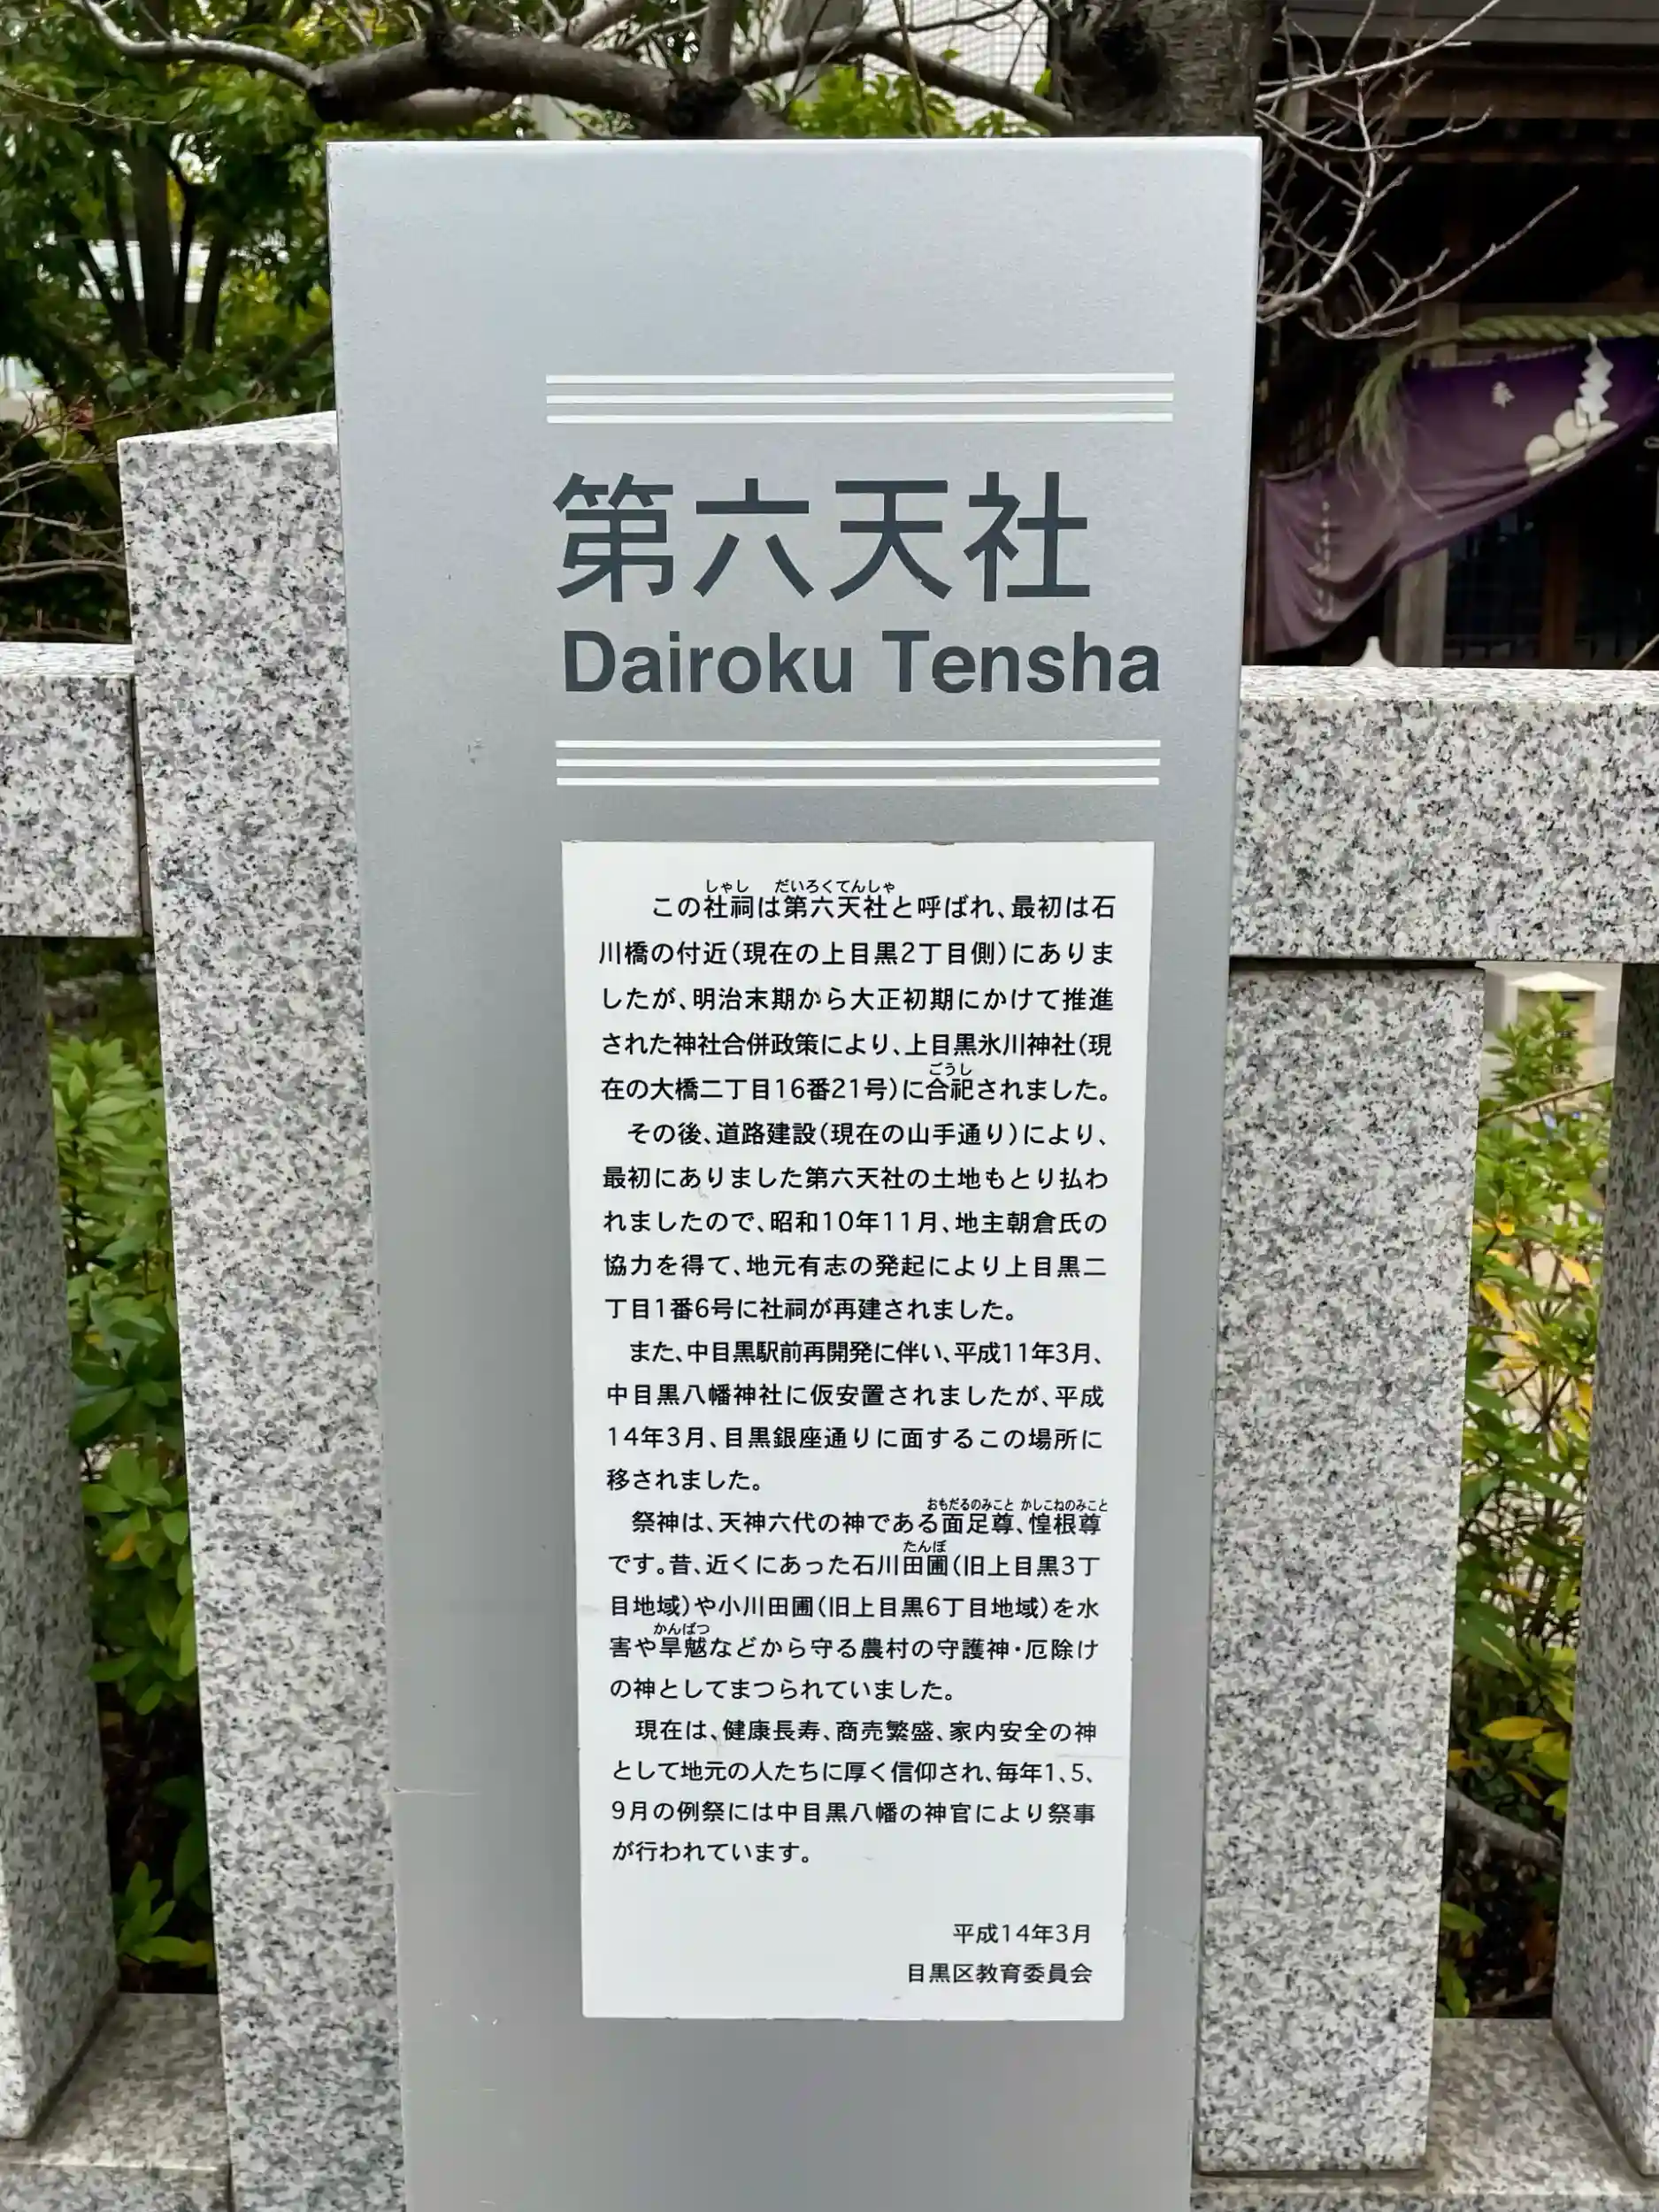 第六天社
Dairoku Tensha
しゃし だいろくてんしゃ
この社祠は第六天社と呼ばれ、最初は石
川橋の付近(現在の上目黒2丁目側)にありま
したが、明治末期から大正初期にかけて推進
された神社合併政策により、上目黒氷川神社(現
ごうし
在の大橋二丁目16番21号)に合祀されました。
その後、道路建設(現在の山手通り)により、
最初にありました第六天社の土地もとり払わ
れましたので、昭和10年11月、地主朝倉氏の
協力を得て、地元有志の発起により上目黒二
丁目1番6号に社祠が再建されました。
また、中目黒駅前再開発に伴い、平成11年3月、
中目黒八幡神社に仮安置されましたが、平成
14年3月、目黒銀座通りに面するこの場所に
移されました。
おもだるのみこと かしこねのみこと
祭神は、天神六代の神である面足尊、惶根尊
たんぼ
です。昔、近くにあった石川田圃(旧上目黒3丁
目地域)や小川田圃(旧上目黒6丁目地域)を水
かんばつ
害や旱魃などから守る農村の守護神・厄除け
の神としてまつられていました。
現在は、健康長寿、商売繁盛、家内安全の神
として地元の人たちに厚く信仰され、毎年1、5、
9月の例祭には中目黒八幡の神官により祭事
が行われています。
平成14年3月
目黒区教育委員会
奉